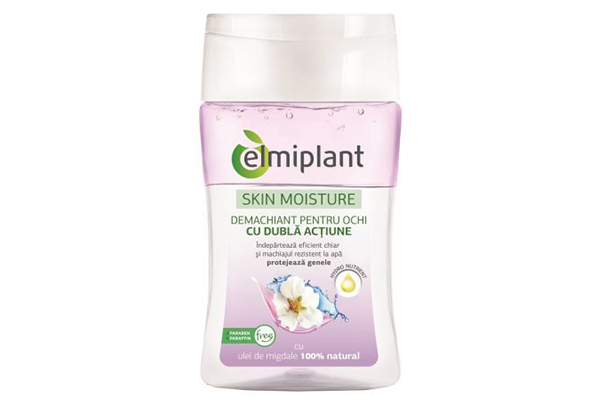 elmiplant
SKIN MOISTURE
DEMACHIANT PENTRU OCHI
CU DUBLĂ ACȚIUNE
Îndepărtează eficient chiar
și machiajul rezistent la apă
protejează genele
HYDRO NUTRIENT
PARABEN
PARAFFIN
free
cu
ulei de migdale 100% natural